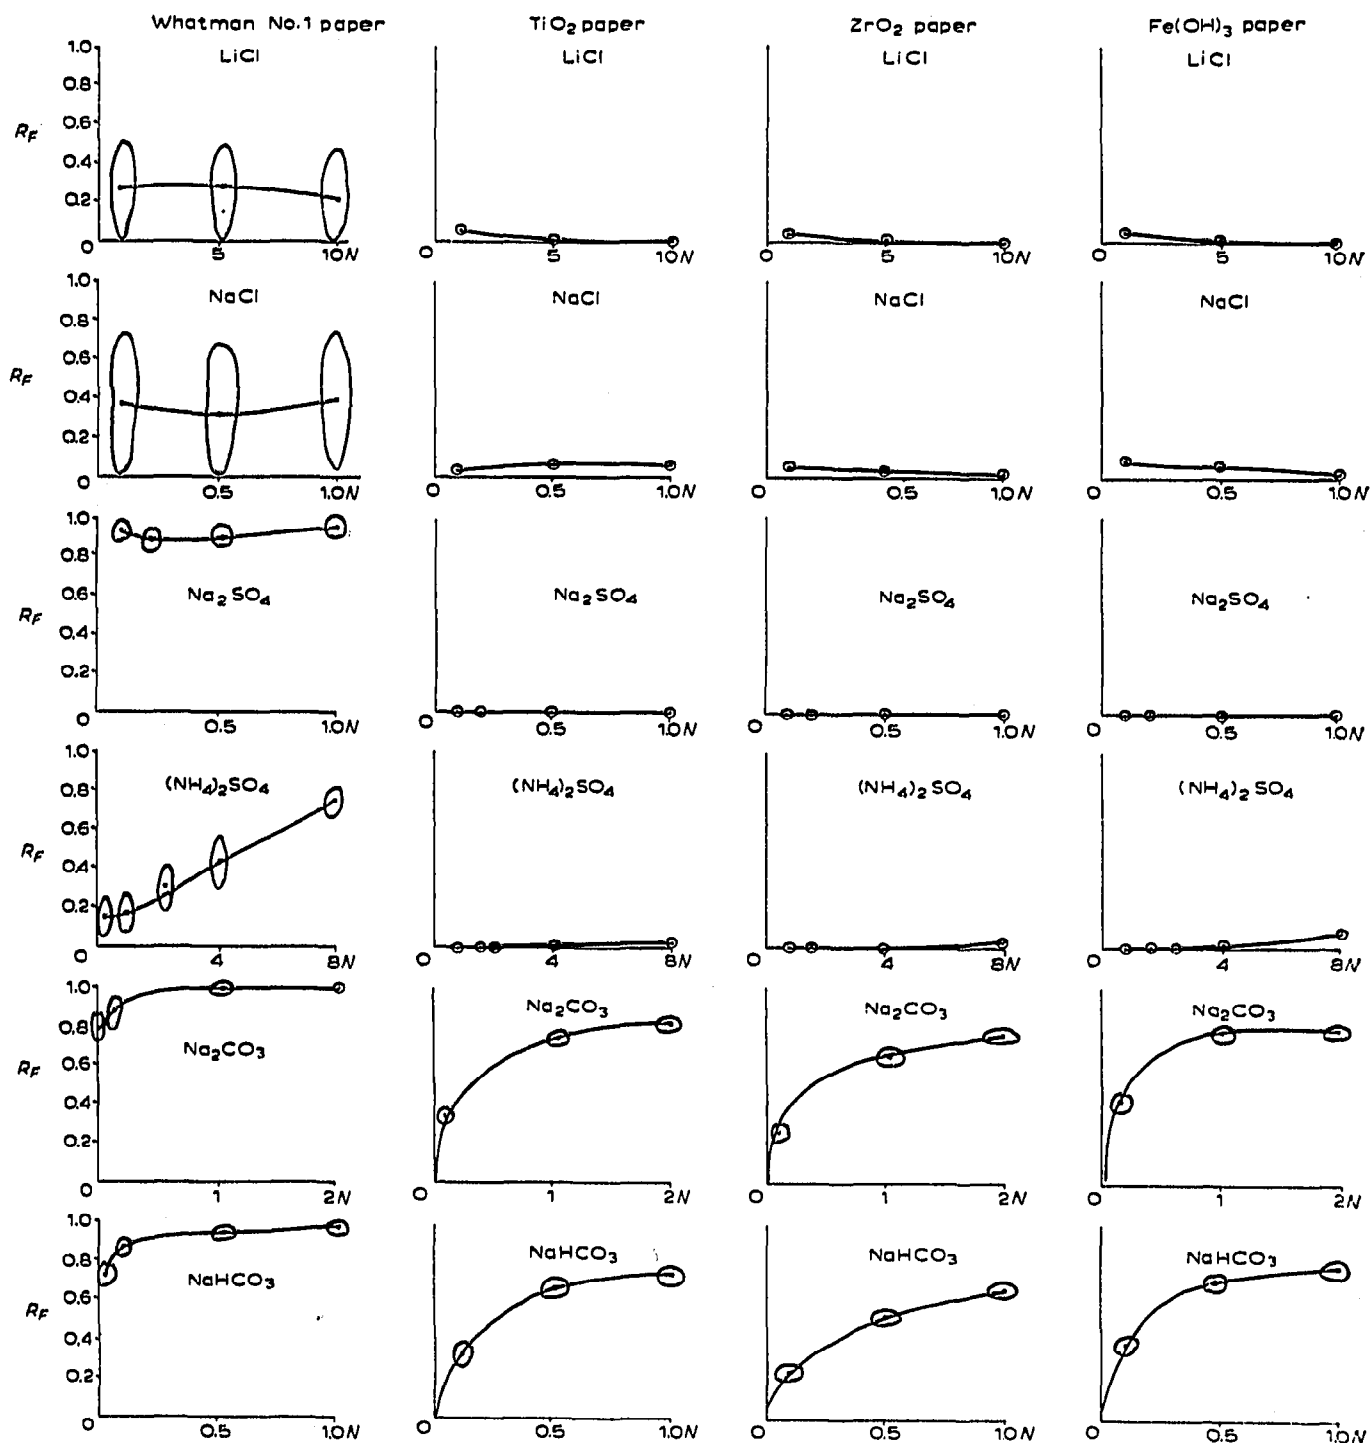 Whatman No.1 paper TiO2 paper ZrO2 paper Fe(OH)3 paper
LiCl LiCl LiCl LiCl
1.0
0.8
0.6
RF
0.4
0.2
0 5 10N 0 5 10N 0 5 10N 0 5 10N
1.0
NaCl NaCl NaCl NaCl
0.8
0.6
RF
0.4
0.2
0 0.5 1.0N 0 0.5 1.0N 0 0.5 1.0N 0 0.5 1.0N
1.0
0.8
0.6
Na2SO4 Na2SO4 Na2SO4 Na2SO4
RF
0.4
0.2
0 0.5 1.0N 0 0.5 1.0N 0 0.5 1.0N 0 0.5 1.0N
1.0
(NH4)2SO4 (NH4)2SO4 (NH4)2SO4 (NH4)2SO4
0.8
0.6
RF
0.4
0.2
0 4 8N 0 4 8N 0 4 8N 0 4 8N
1.0
Na2CO3 Na2CO3 Na2CO3 Na2CO3
0.8
0.6
RF
0.4
0.2
0 1 2N 0 1 2N 0 1 2N 0 1 2N
1.0
0.8
NaHCO3 NaHCO3 NaHCO3 NaHCO3
0.6
RF
0.4
0.2
0 0.5 1.0N 0 0.5 1.0N 0 0.5 1.0N 0 0.5 1.0N